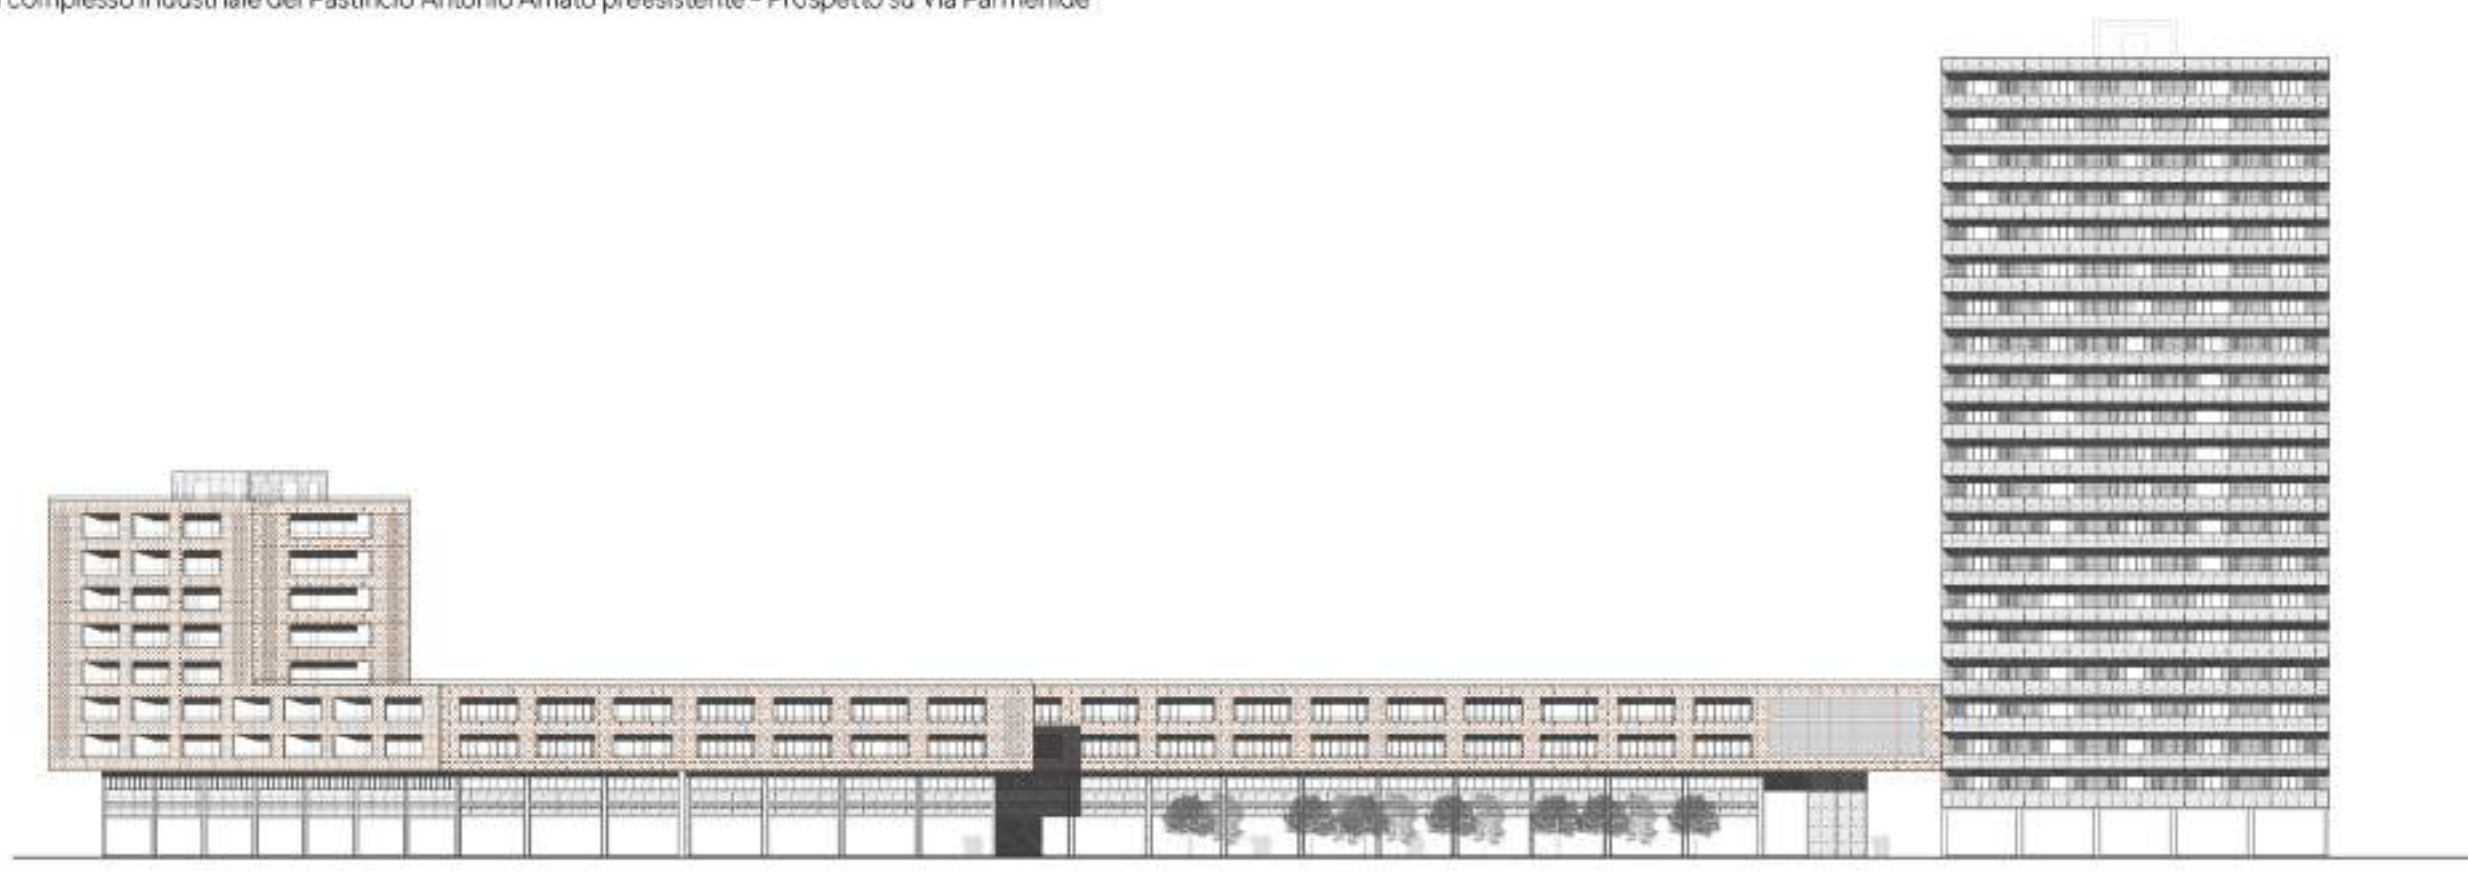 complesso industriale del Pastificio Antonio Amato preesistente - Prospetto su Via Parmenide